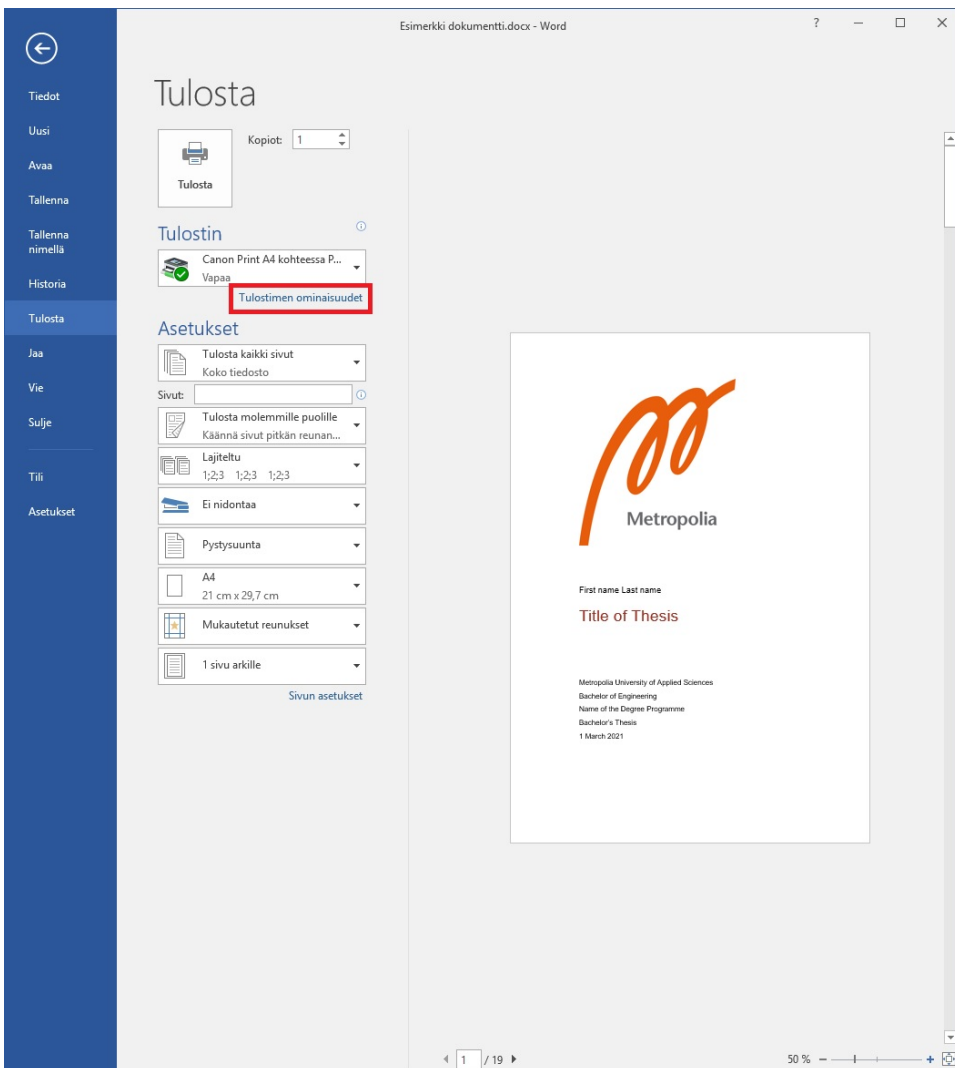 Esimerkki dokumentti.docx - Word
?
Tiedot
Uusi
Avaa
Tallenna
Tallenna
nimellä
Historia
Tulosta
Jaa
Vie
Sulje
Tili
Asetukset
Tulosta
Tulosta
Kopiot: 1
Tulostin
Canon Print A4 kohteessa P...
Vapaa
Tulostimen ominaisuudet
Asetukset
Tulosta kaikki sivut
Koko tiedosto
Sivut:
Tulosta molemmille puolille
Käännä sivut pitkän reunan...
Lajiteltu
1;2;3 1;2;3 1;2;3
Ei nidontaa
Pystysuunta
A4
21 cm x 29,7 cm
Mukautetut reunukset
1 sivu arkille
Sivun asetukset
Metropolia
First name Last name
Title of Thesis
Metropolia University of Applied Sciences
Bachelor of Engineering
Name of the Degree Programme
Bachelor's Thesis
1 March 2021
1 / 19
50 %